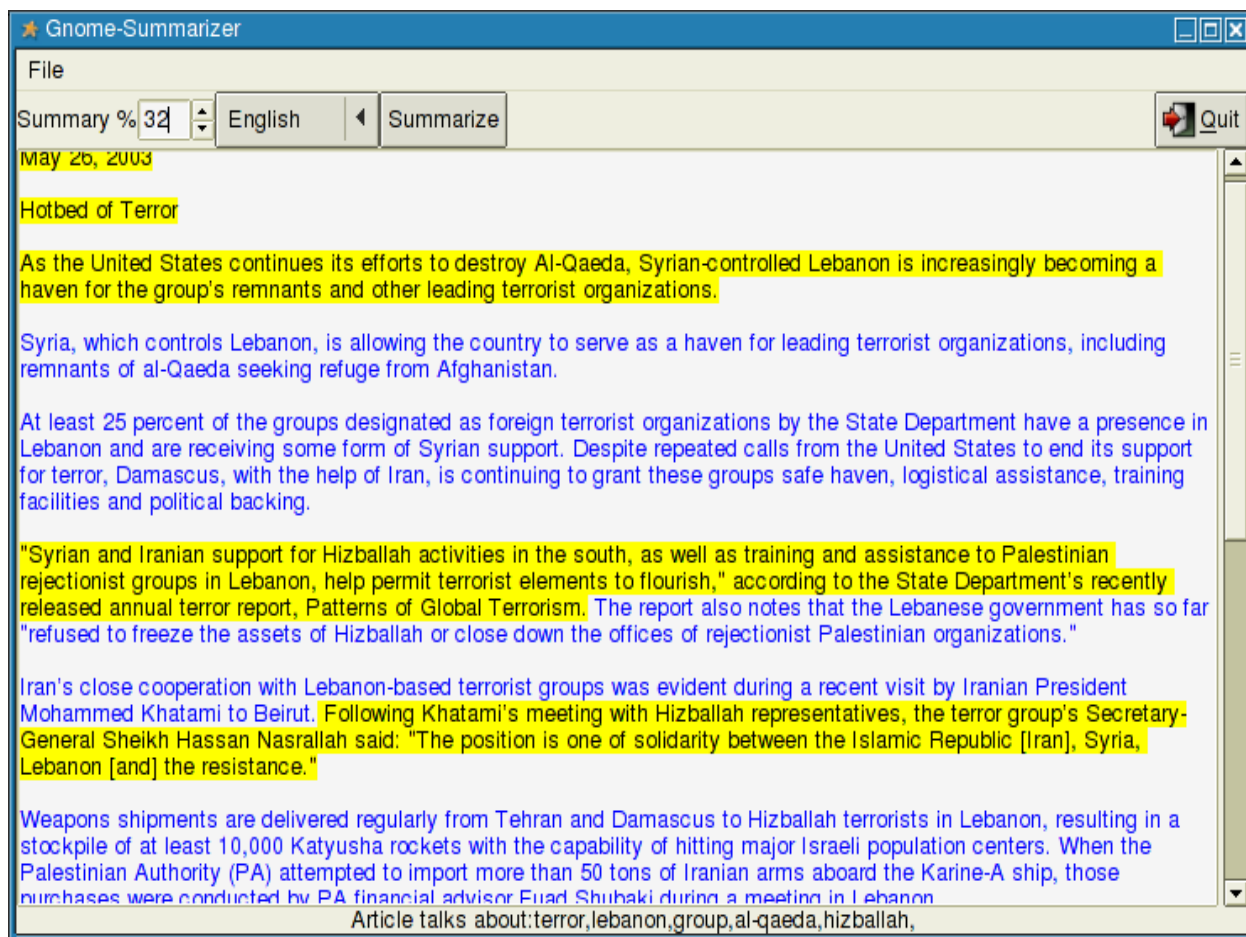 Gnome-Summarizer
File
Summary % 32 English Summarize Quit
May 26, 2003
Hotbed of Terror
As the United States continues its efforts to destroy Al-Qaeda, Syrian-controlled Lebanon is increasingly becoming a
haven for the group's remnants and other leading terrorist organizations.
Syria, which controls Lebanon, is allowing the country to serve as a haven for leading terrorist organizations, including
remnants of al-Qaeda seeking refuge from Afghanistan.
At least 25 percent of the groups designated as foreign terrorist organizations by the State Department have a presence in
Lebanon and are receiving some form of Syrian support. Despite repeated calls from the United States to end its support
for terror, Damascus, with the help of Iran, is continuing to grant these groups safe haven, logistical assistance, training
facilities and political backing.
"Syrian and Iranian support for Hizballah activities in the south, as well as training and assistance to Palestinian
rejectionist groups in Lebanon, help permit terrorist elements to flourish," according to the State Department's recently
released annual terror report, Patterns of Global Terrorism. The report also notes that the Lebanese government has so far
"refused to freeze the assets of Hizballah or close down the offices of rejectionist Palestinian organizations."
Iran's close cooperation with Lebanon-based terrorist groups was evident during a recent visit by Iranian President
Mohammed Khatami to Beirut. Following Khatami's meeting with Hizballah representatives, the terror group's Secretary-
General Sheikh Hassan Nasrallah said: "The position is one of solidarity between the Islamic Republic [Iran], Syria,
Lebanon [and] the resistance."
Weapons shipments are delivered regularly from Tehran and Damascus to Hizballah terrorists in Lebanon, resulting in a
stockpile of at least 10,000 Katyusha rockets with the capability of hitting major Israeli population centers. When the
Palestinian Authority (PA) attempted to import more than 50 tons of Iranian arms aboard the Karine-A ship, those
purchases were conducted by PA financial advisor Fuad Shubaki during a meeting in Lebanon
Article talks about:terror,lebanon,group,al-qaeda,hizballah,